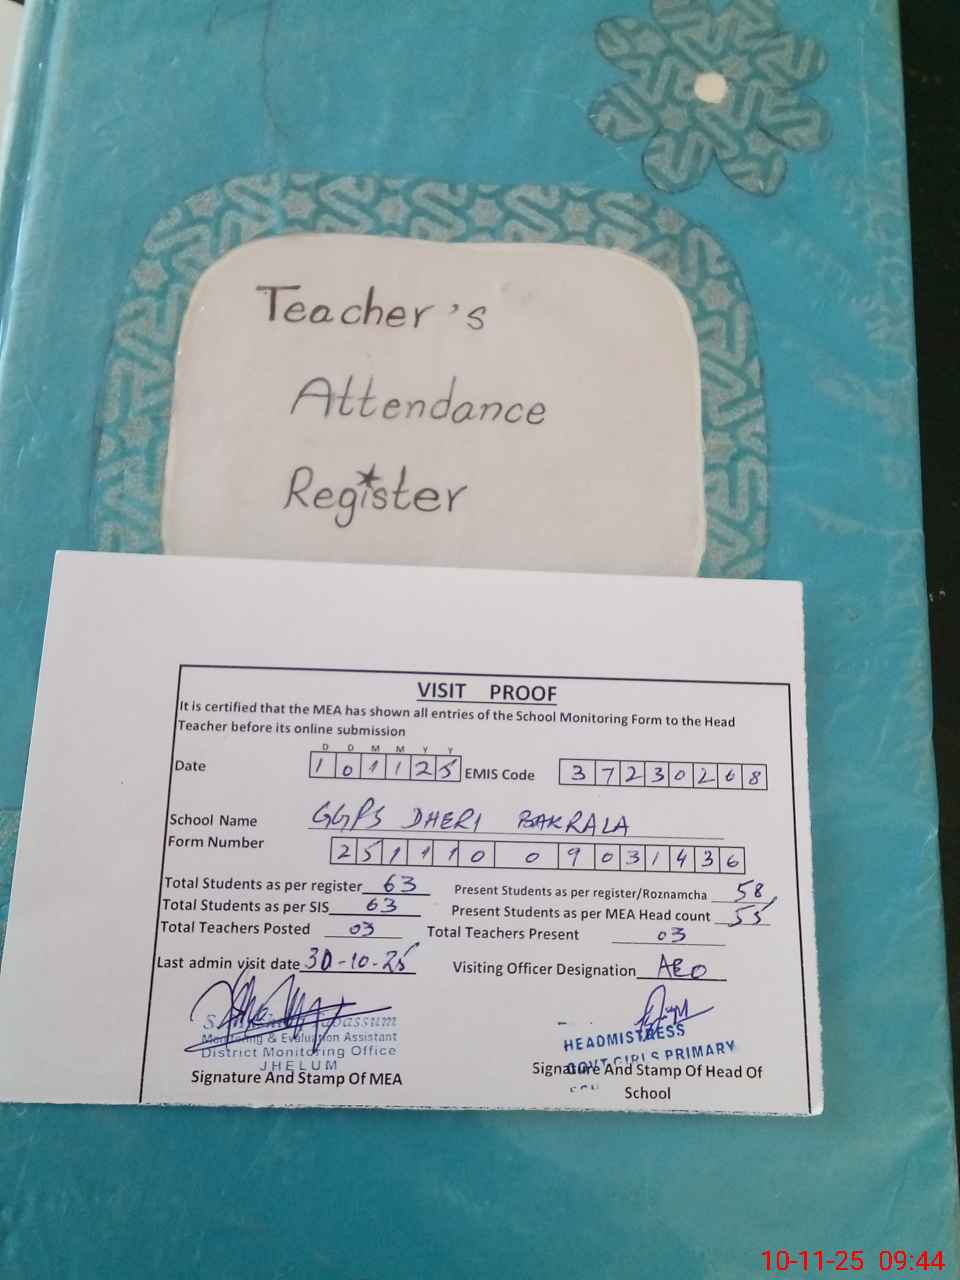 Teacher's
Attendance
Register
VISIT PROOF
It is certified that the MEA has shown all entries of the School Monitoring Form to the Head
Teacher before its online submission
D D M M Y Y
Date 1 0 1 1 2 5 EMIS Code 3 7 2 3 0 2 6 8
School Name GGPS DHERI BAKRALA
Form Number 2 5 1 1 1 0 0 9 0 3 1 4 3 6
Total Students as per register 63 Present Students as per register/Roznamcha 58
Total Students as per SIS 63 Present Students as per MEA Head count 55
Total Teachers Posted 03 Total Teachers Present 03
Last admin visit date 30-10-25 Visiting Officer Designation AEO
Monitoring & Evaluation Assistant
District Monitoring Office
JHELUM
Signature And Stamp Of MEA
HEADMISTRESS
GOVT GIRLS PRIMARY
Signature And Stamp Of Head Of
School
10-11-25 09:44